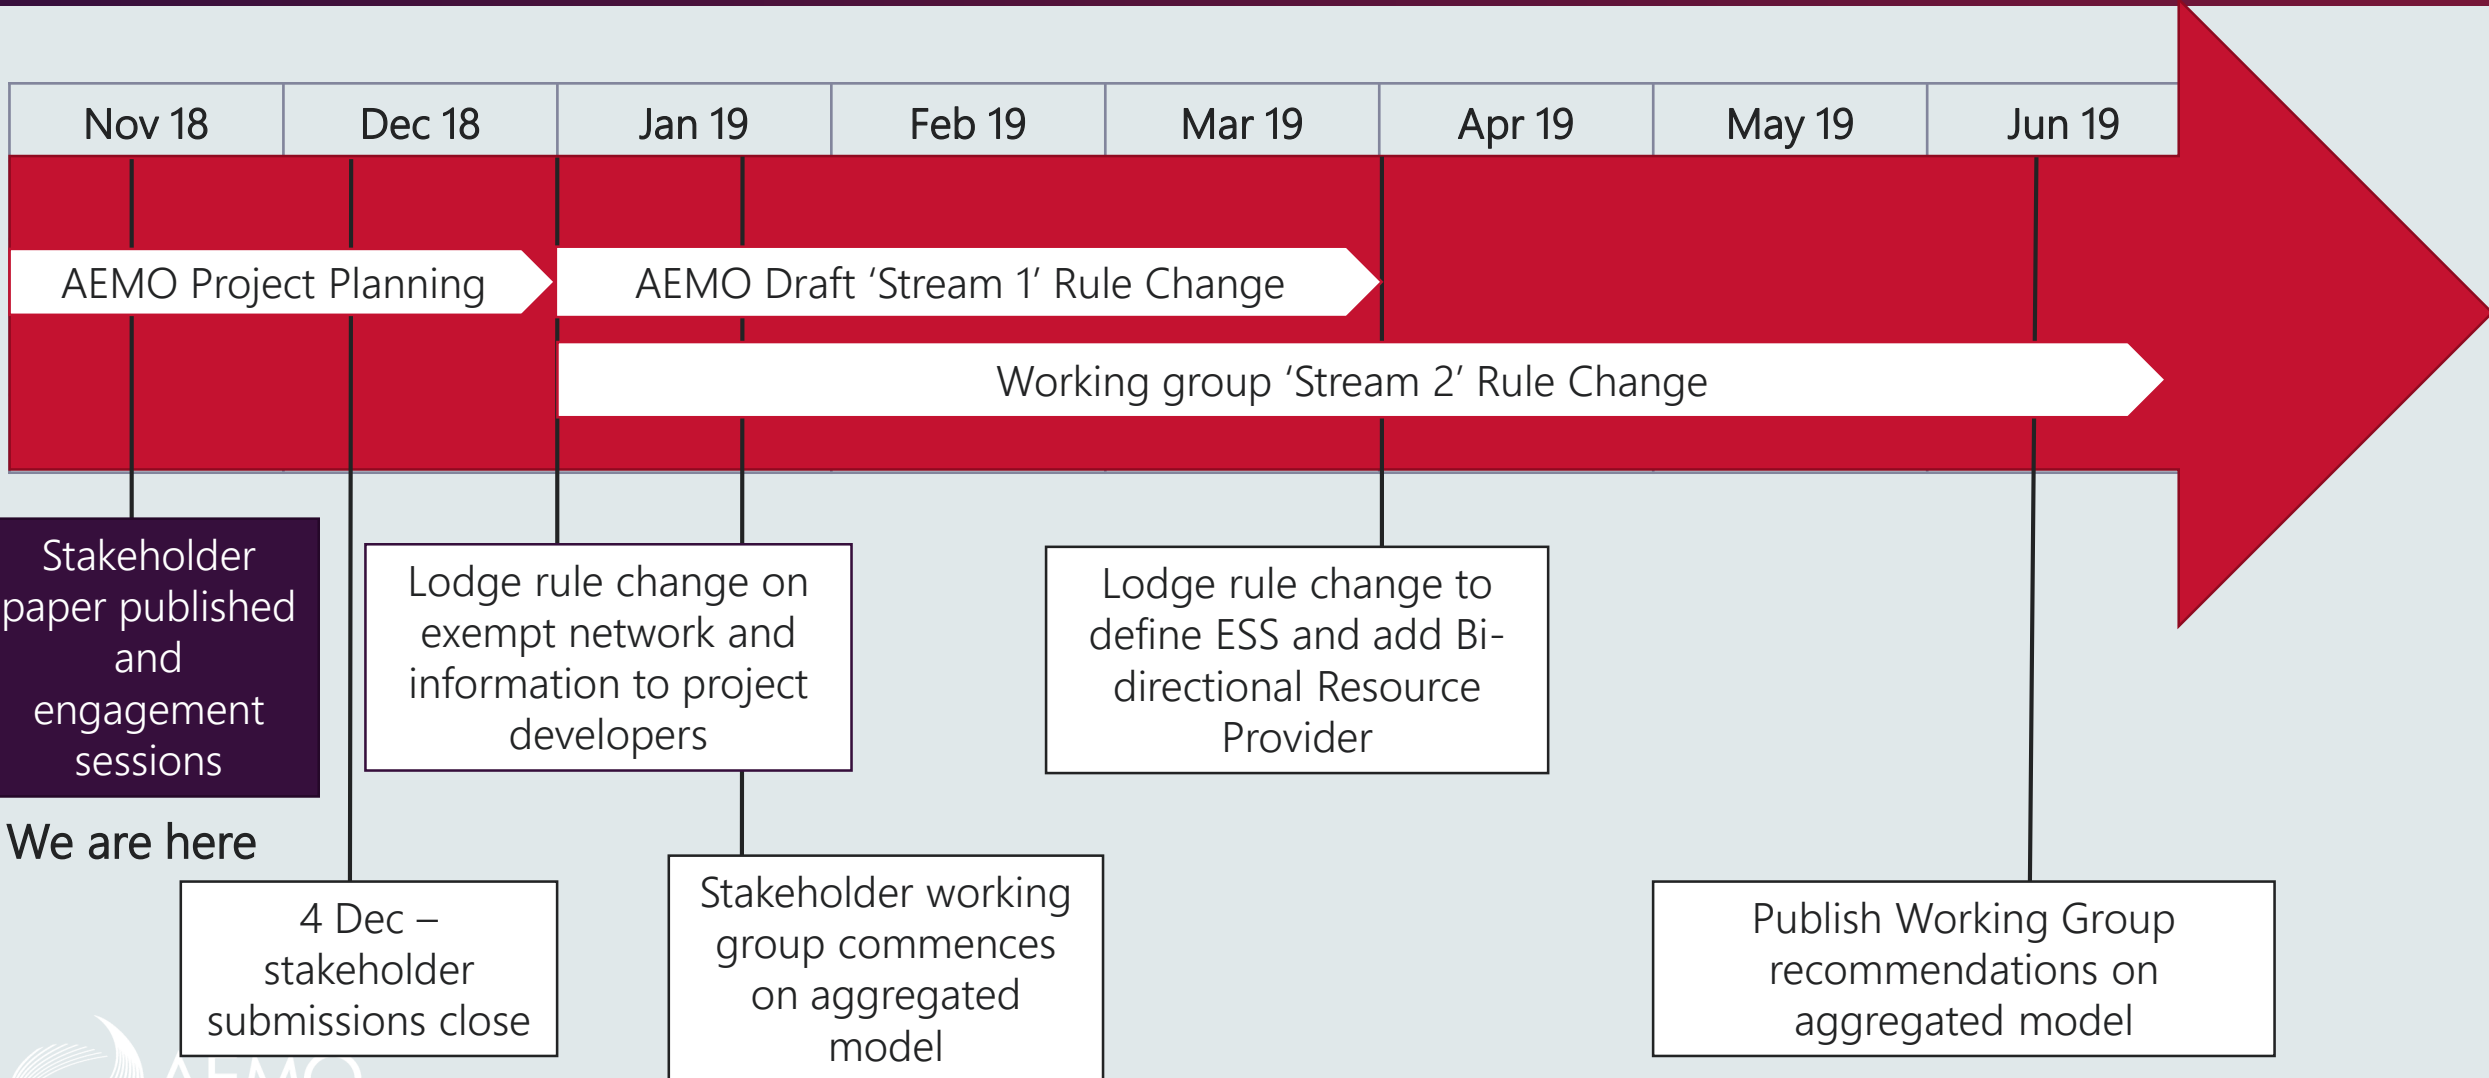 Nov 18
Dec 18
Jan 19
Feb 19
Mar 19
Apr 19
May 19
Jun 19
AEMO Project Planning
AEMO Draft ‘Stream 1’ Rule Change
Working group ‘Stream 2’ Rule Change
Stakeholder
paper published
and
engagement
sessions
We are here
4 Dec –
stakeholder
submissions close
Lodge rule change on
exempt network and
information to project
developers
Stakeholder working
group commences
on aggregated
model
Lodge rule change to
define ESS and add Bi-
directional Resource
Provider
Publish Working Group
recommendations on
aggregated model
AEMO